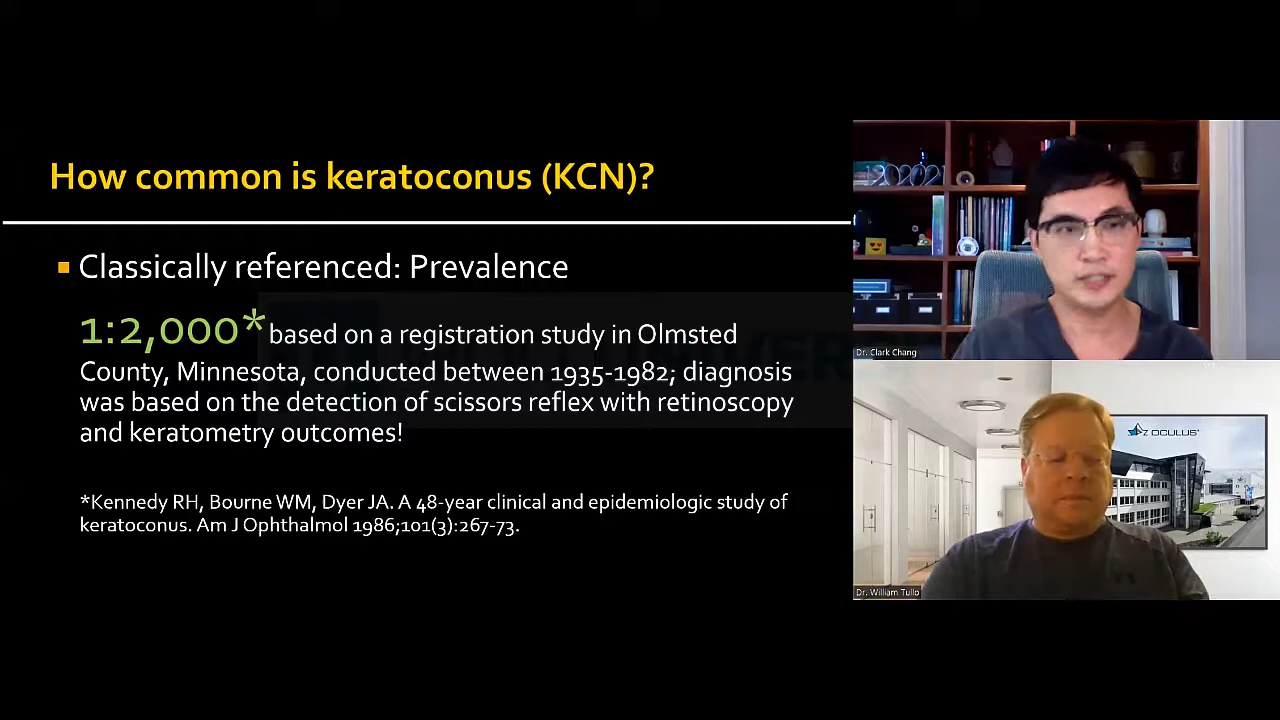 How common is keratoconus (KCN)?
Classically referenced: Prevalence
1:2,000* based on a registration study in Olmsted
County, Minnesota, conducted between 1935-1982; diagnosis
was based on the detection of scissors reflex with retinoscopy
and keratometry outcomes!
*Kennedy RH, Bourne WM, Dyer JA. A 48-year clinical and epidemiologic study of
keratoconus. Am J Ophthalmol 1986;101(3):267-73.
Dr. Clark Chang
OCULUS
Dr. William Tullo